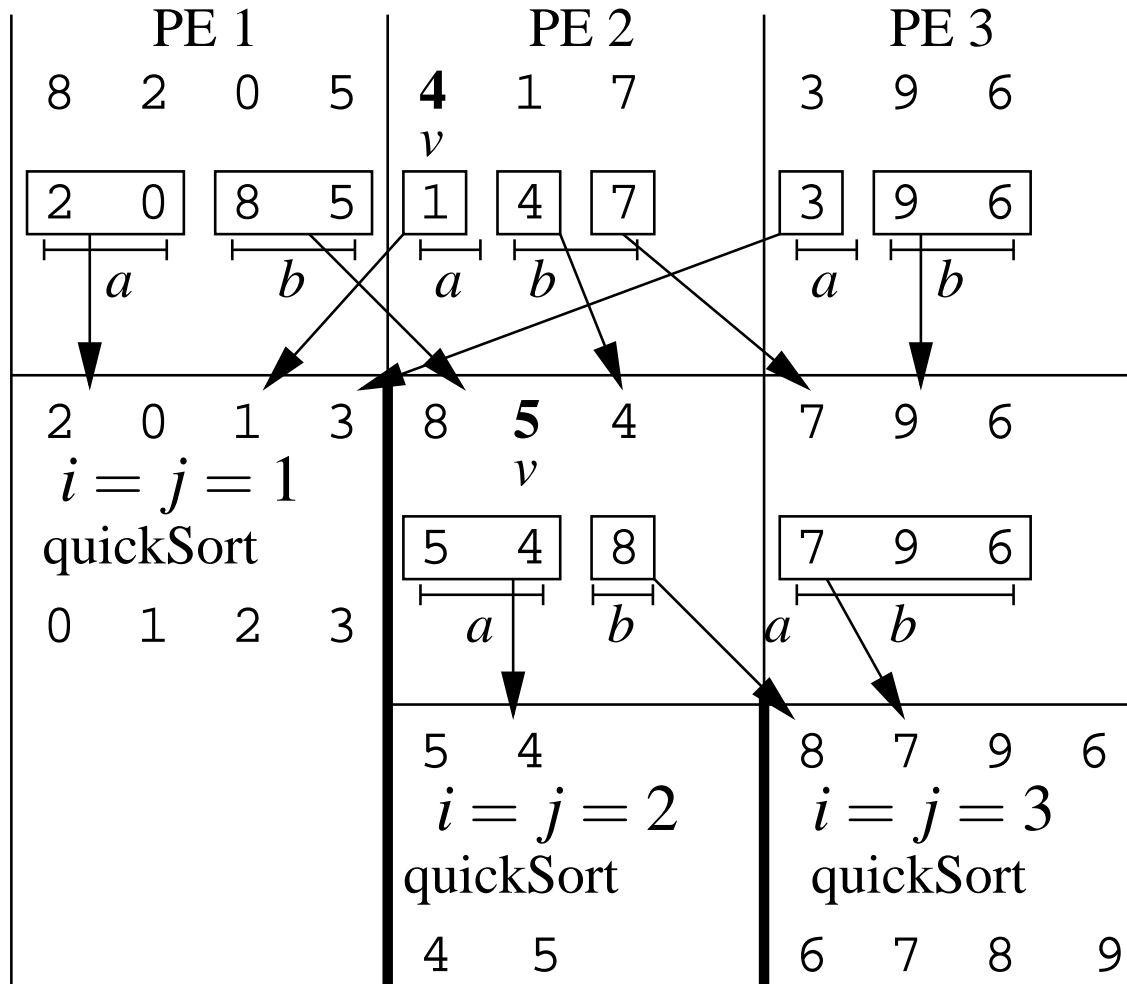 PE 1 PE 2 PE 3
8 2 0 5 4 1 7 3 9 6
v
2 0 8 5 1 4 7 3 9 6
a b a b a b
2 0 1 3 8 5 4 7 9 6
i = j = 1 v
quickSort 5 4 8 7 9 6
0 1 2 3 a b a b
5 4 8 7 9 6
i = j = 2 i = j = 3
quickSort quickSort
4 5 6 7 8 9